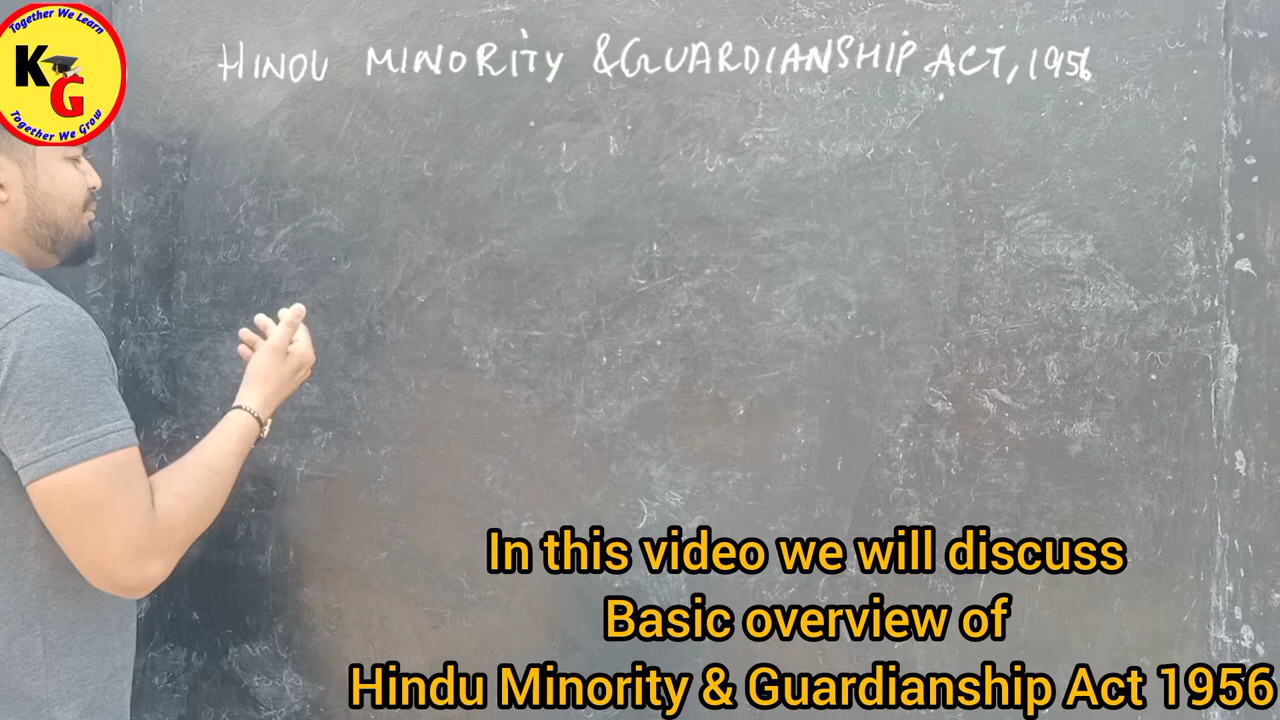 Together We Learn
KG
Together We Grow
HINDU MINORITY & GUARDIANSHIP ACT, 1956
In this video we will discuss
Basic overview of
Hindu Minority & Guardianship Act 1956